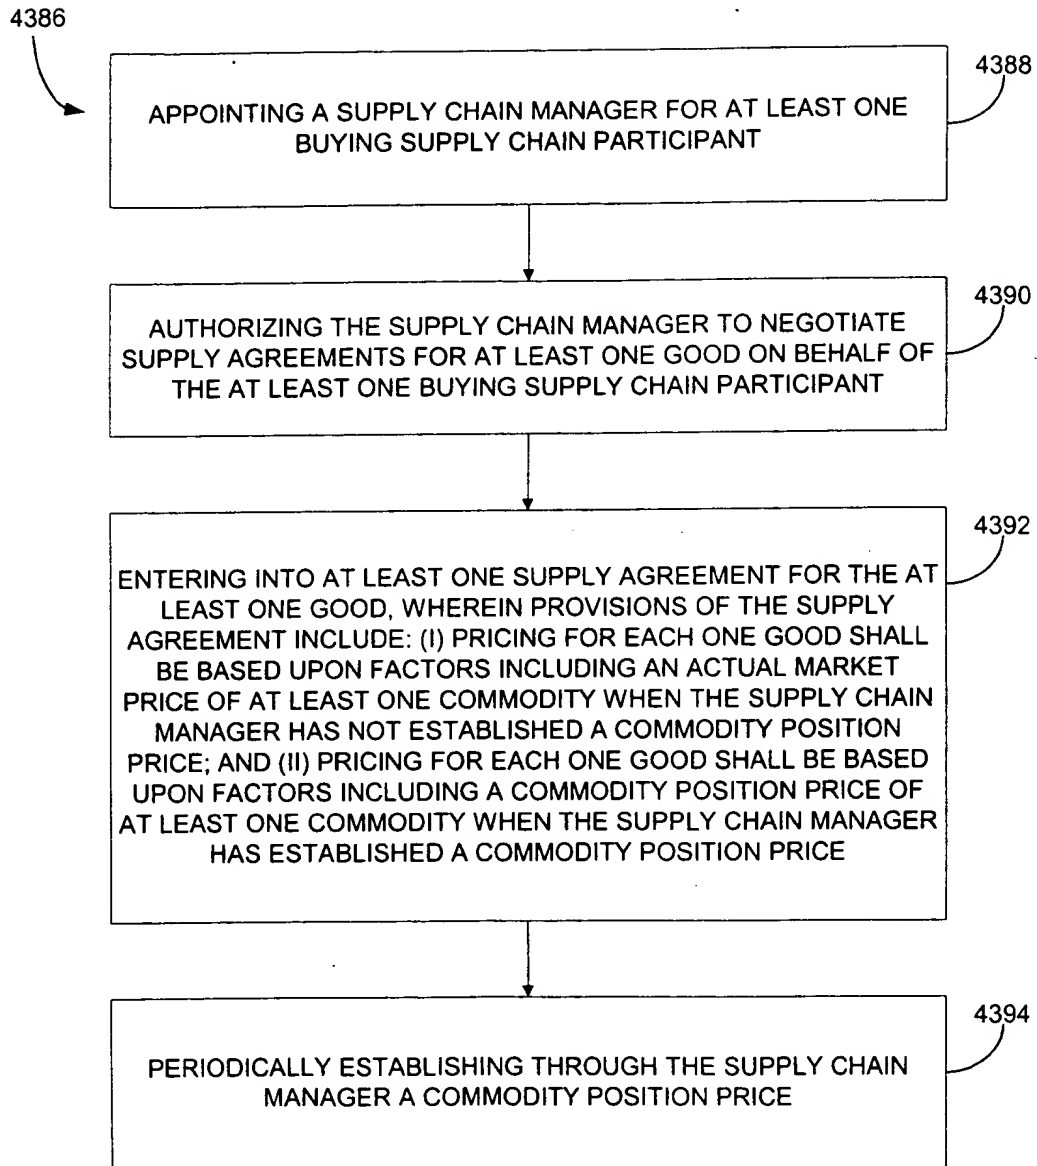 4386
4388
APPOINTING A SUPPLY CHAIN MANAGER FOR AT LEAST ONE
BUYING SUPPLY CHAIN PARTICIPANT
4390
AUTHORIZING THE SUPPLY CHAIN MANAGER TO NEGOTIATE
SUPPLY AGREEMENTS FOR AT LEAST ONE GOOD ON BEHALF OF
THE AT LEAST ONE BUYING SUPPLY CHAIN PARTICIPANT
4392
ENTERING INTO AT LEAST ONE SUPPLY AGREEMENT FOR THE AT
LEAST ONE GOOD, WHEREIN PROVISIONS OF THE SUPPLY
AGREEMENT INCLUDE: (I) PRICING FOR EACH ONE GOOD SHALL
BE BASED UPON FACTORS INCLUDING AN ACTUAL MARKET
PRICE OF AT LEAST ONE COMMODITY WHEN THE SUPPLY CHAIN
MANAGER HAS NOT ESTABLISHED A COMMODITY POSITION
PRICE; AND (II) PRICING FOR EACH ONE GOOD SHALL BE BASED
UPON FACTORS INCLUDING A COMMODITY POSITION PRICE OF
AT LEAST ONE COMMODITY WHEN THE SUPPLY CHAIN MANAGER
HAS ESTABLISHED A COMMODITY POSITION PRICE
4394
PERIODICALLY ESTABLISHING THROUGH THE SUPPLY CHAIN
MANAGER A COMMODITY POSITION PRICE